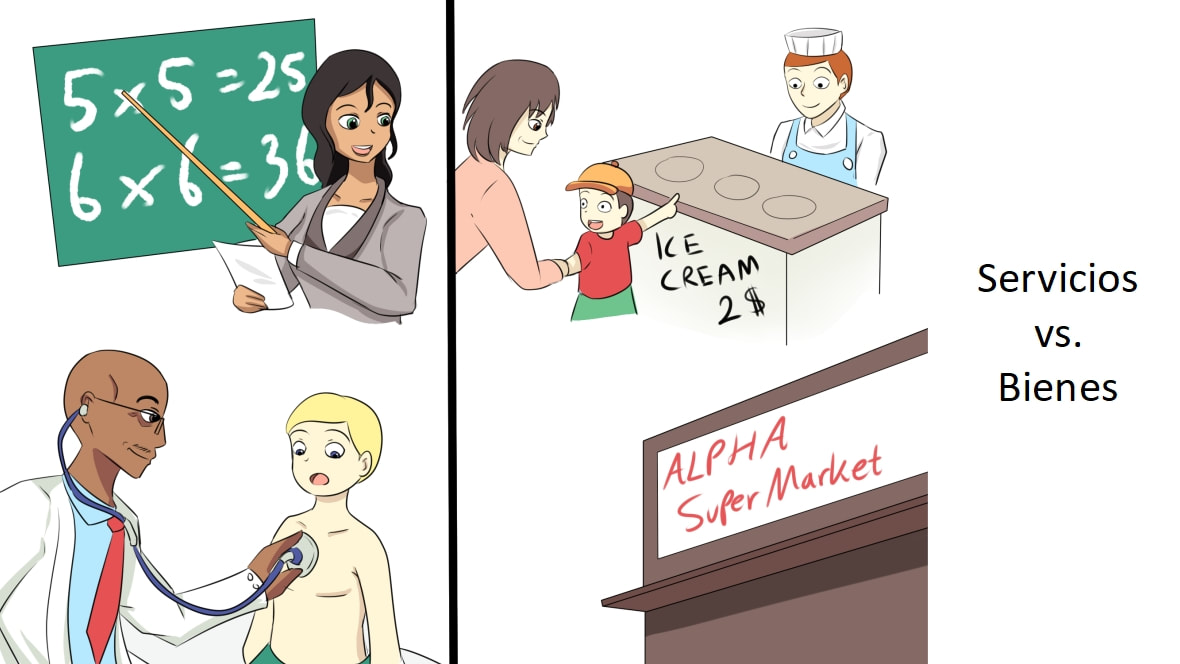 5 x 5 = 25
6 x 6 = 36
ICE
CREAM
2$
ALPHA
Super Market
Servicios
vs.
Bienes